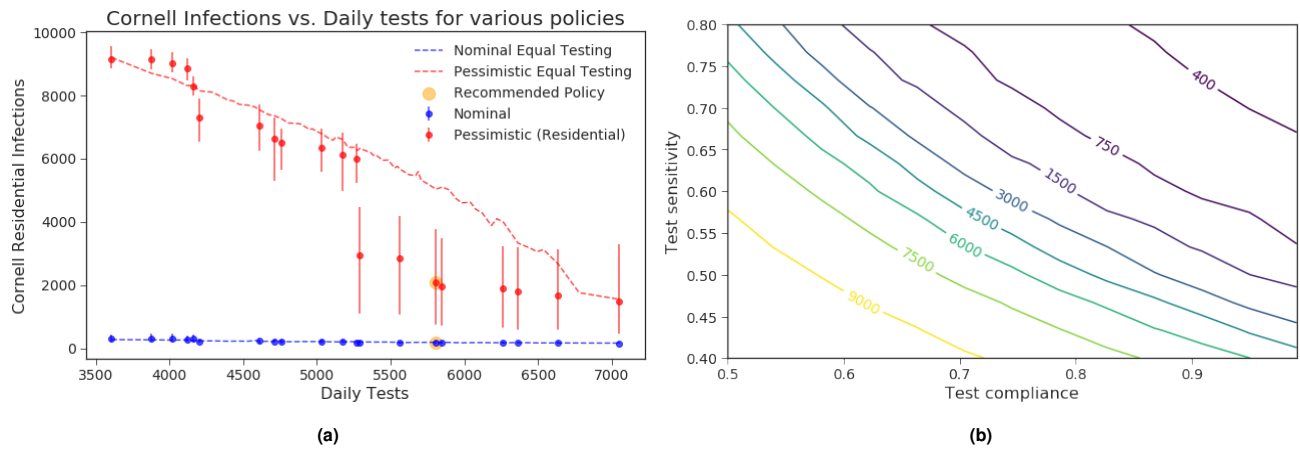 Cornell Infections vs. Daily tests for various policies
Cornell Residential Infections
10000
8000
6000
4000
2000
0
Nominal Equal Testing
Pessimistic Equal Testing
Recommended Policy
Nominal
Pessimistic (Residential)
3500 4000 4500 5000 5500 6000 6500 7000
Daily Tests
(a)
Test sensitivity
0.80
0.75
0.70
0.65
0.60
0.55
0.50
0.45
0.40
400
750
1500
3000
4500
6000
7500
9000
0.5 0.6 0.7 0.8 0.9
Test compliance
(b)